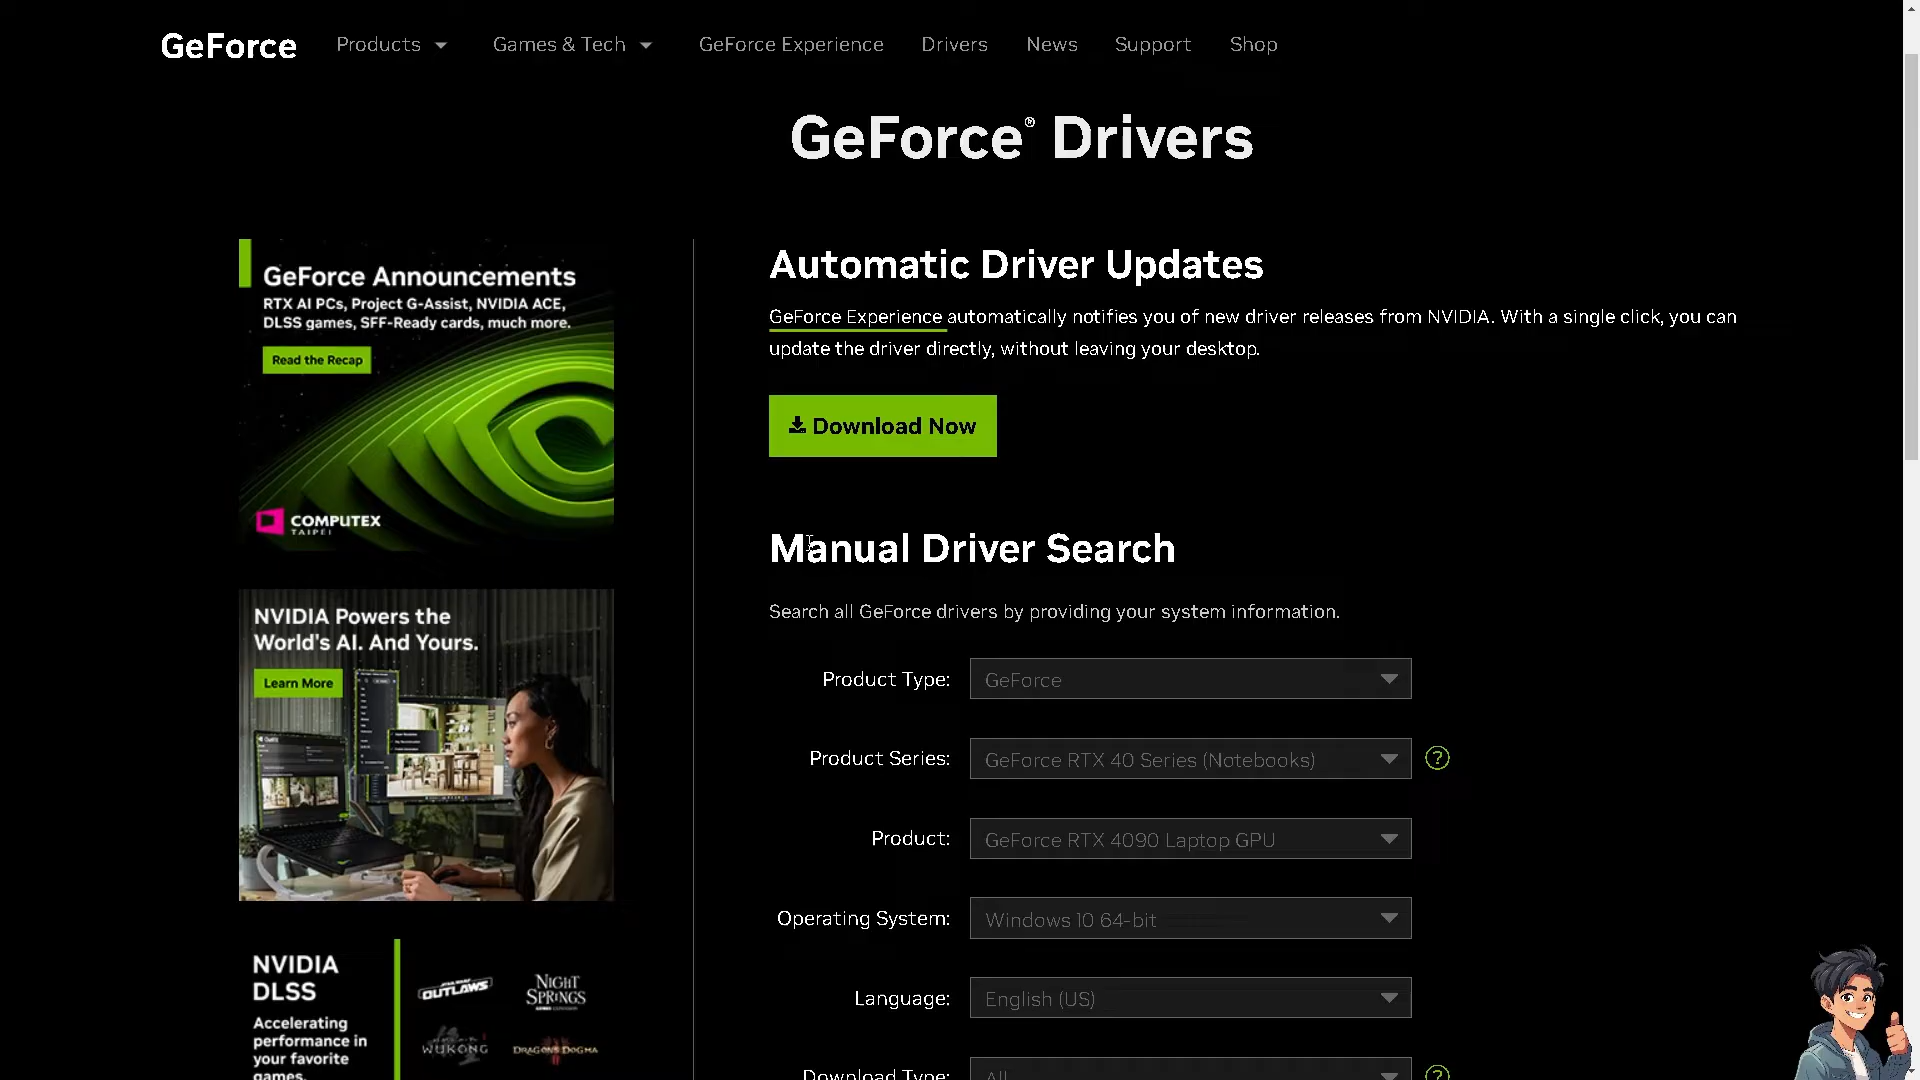 GeForce Products Games & Tech GeForce Experience Drivers News Support Shop
GeForce® Drivers
GeForce Announcements
RTX AI PCs, Project G-Assist, NVIDIA ACE,
DLSS games, SFF-Ready cards, much more.
Read the Recap
COMPUTEX
TAIPEI
NVIDIA Powers the
World's AI. And Yours.
Learn More
NVIDIA
DLSS
Accelerating
performance in
your favorite
games.
STAR WARS
OUTLAWS
NIGHT
SPRINGS
WUKONG
DRAGON'S DOGMA
Automatic Driver Updates
GeForce Experience automatically notifies you of new driver releases from NVIDIA. With a single click, you can
update the driver directly, without leaving your desktop.
Download Now
Manual Driver Search
Search all GeForce drivers by providing your system information.
Product Type: GeForce
Product Series: GeForce RTX 40 Series (Notebooks) ?
Product: GeForce RTX 4090 Laptop GPU
Operating System: Windows 10 64-bit
Language: English (US)
Download Type: All ?